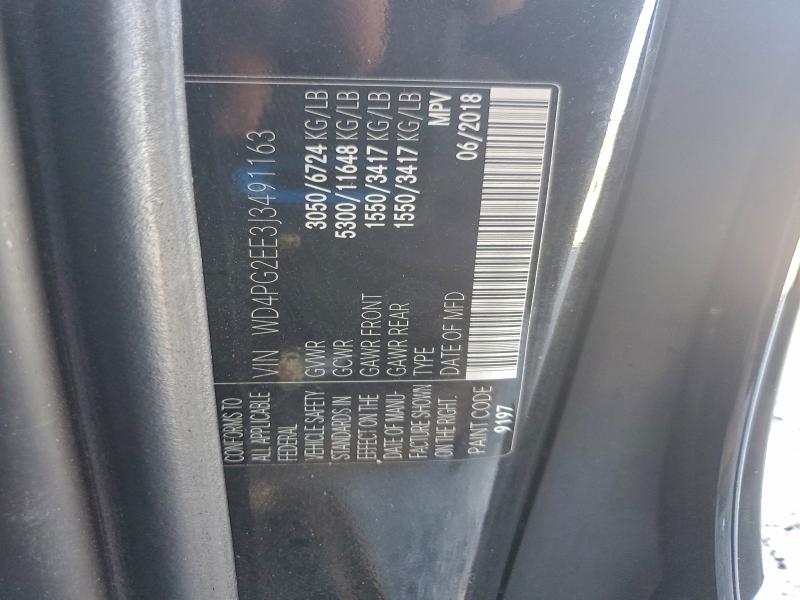 VIN WD4PG2EE3J3491163
GVWR 3050/6724 KG/LB
GCWR 5300/11648 KG/LB
GAWR FRONT 1550/3417 KG/LB
GAWR REAR 1550/3417 KG/LB
TYPE MPV
DATE OF MFD 06/2018
CONFORMS TO
ALL APPLICABLE
FEDERAL
VEHICLE SAFETY
STANDARDS IN
EFFECT ON THE
DATE OF MANU-
FACTURE SHOWN
ON THE RIGHT.
PAINT CODE
9197